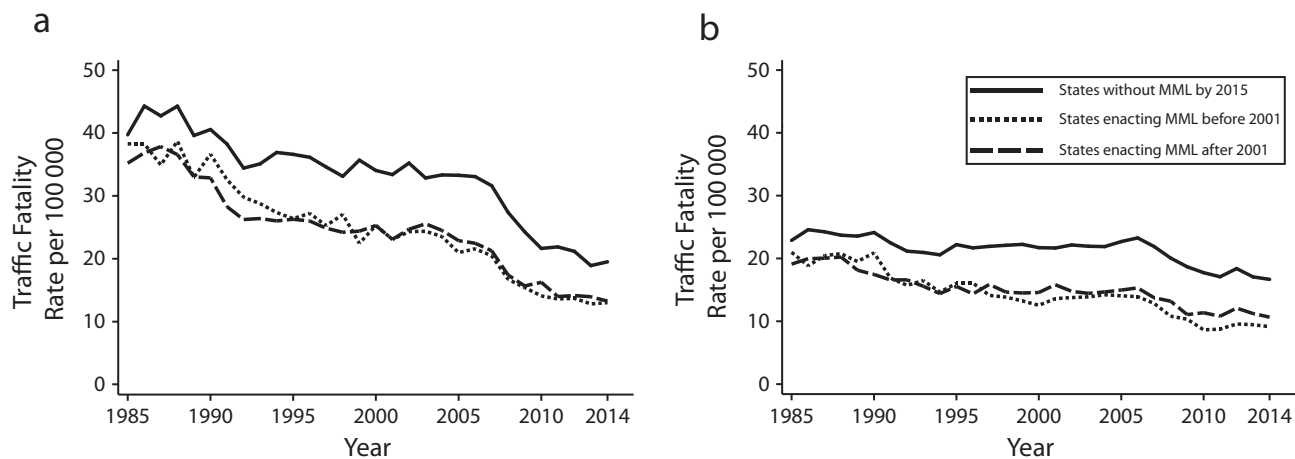 a
50
40
30
20
10
0
Traffic Fatality
Rate per 100 000
1985 1990 1995 2000 2005 2010 2014
Year
b
50
40
30
20
10
0
Traffic Fatality
Rate per 100 000
1985 1990 1995 2000 2005 2010 2014
Year
States without MML by 2015
States enacting MML before 2001
States enacting MML after 2001